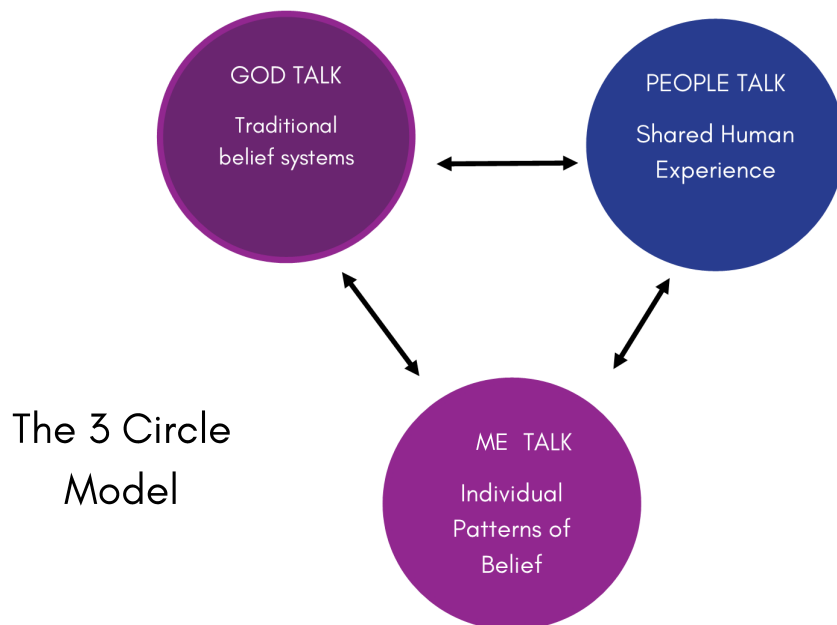 GOD TALK
Traditional
belief systems
PEOPLE TALK
Shared Human
Experience
The 3 Circle
Model
ME TALK
Individual
Patterns of
Belief